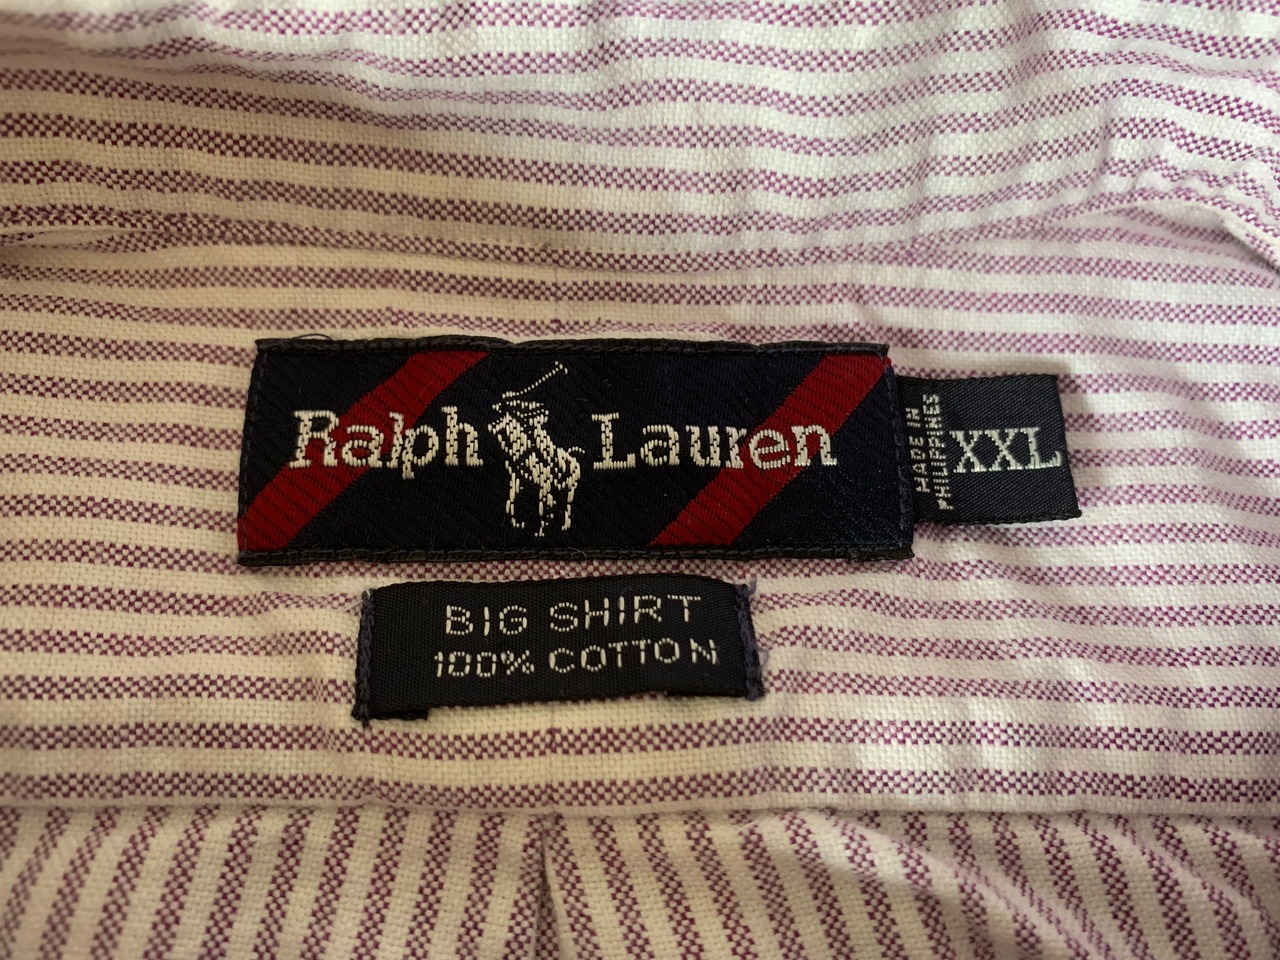 Ralph Lauren
MADE IN
PHILIPPINES
XXL
BIG SHIRT
100% COTTON